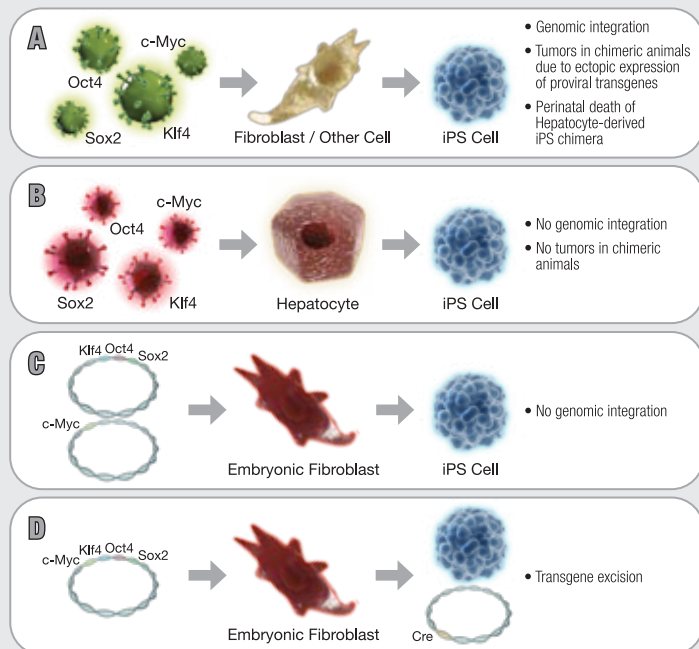 A
c-Myc
Oct4
Sox2
Klf4
Fibroblast / Other Cell
iPS Cell
• Genomic integration
• Tumors in chimeric animals
due to ectopic expression
of proviral transgenes
• Perinatal death of
Hepatocyte-derived
iPS chimera
B
c-Myc
Oct4
Sox2
Klf4
Hepatocyte
iPS Cell
• No genomic integration
• No tumors in chimeric
animals
C
Klf4 Oct4 Sox2
c-Myc
Embryonic Fibroblast
iPS Cell
• No genomic integration
D
c-Myc Klf4 Oct4 Sox2
Embryonic Fibroblast
Cre
• Transgene excision